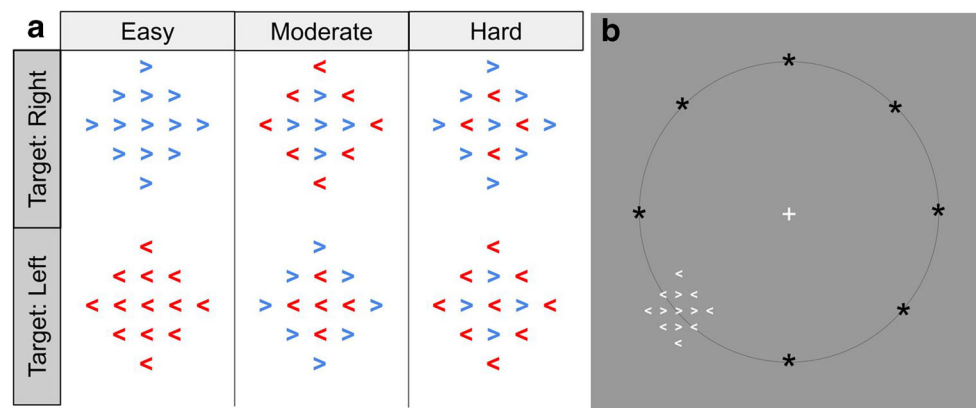 a
Easy Moderate Hard
Target: Right
> < >
> > > < > < > < >
> > > > > < > > > < > < > < >
> > > < > < > < >
> < >
Target: Left
< > <
< < < > < > < > <
< < < < < > < < < > < > < > <
< < < > < > < > <
< > <
b
*
* *
* + *
<
< > <
< > > > < *
< > <
<
*